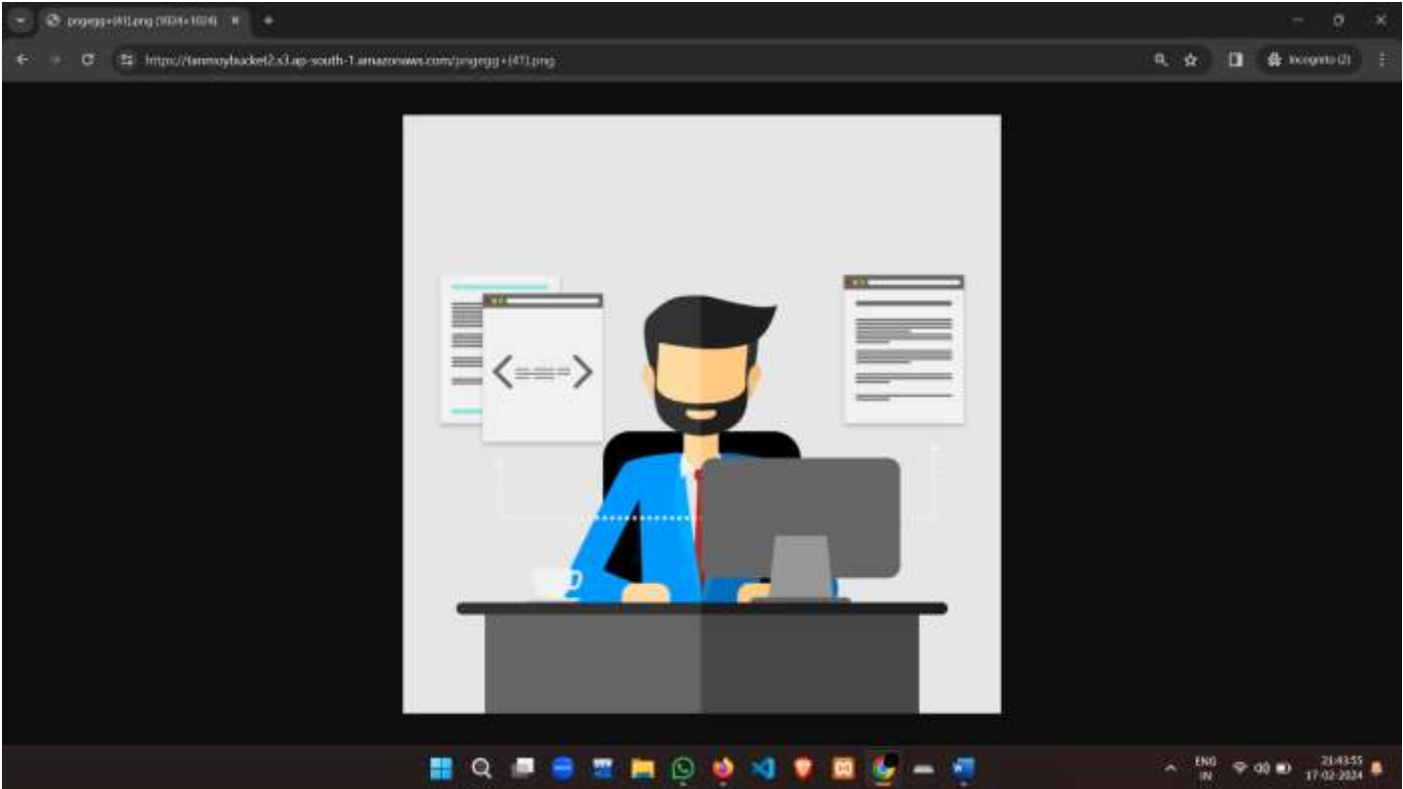 pngegg+(41).png (1024×1024)
https://tanmoybucket2.s3.ap-south-1.amazonaws.com/pngegg+(41).png
Incognito (2)
ENG
IN
21:43:55
17-02-2024